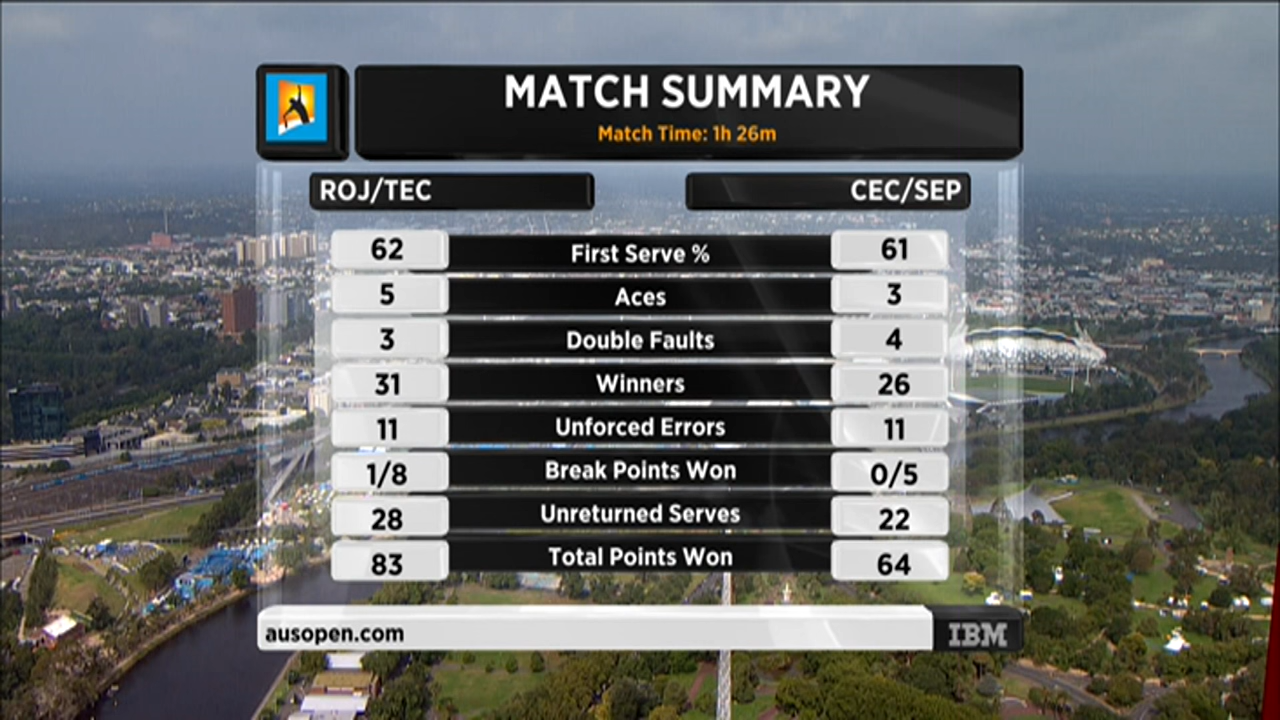 MATCH SUMMARY
Match Time: 1h 26m
ROJ/TEC CEC/SEP
62 First Serve % 61
5 Aces 3
3 Double Faults 4
31 Winners 26
11 Unforced Errors 11
1/8 Break Points Won 0/5
28 Unreturned Serves 22
83 Total Points Won 64
ausopen.com IBM